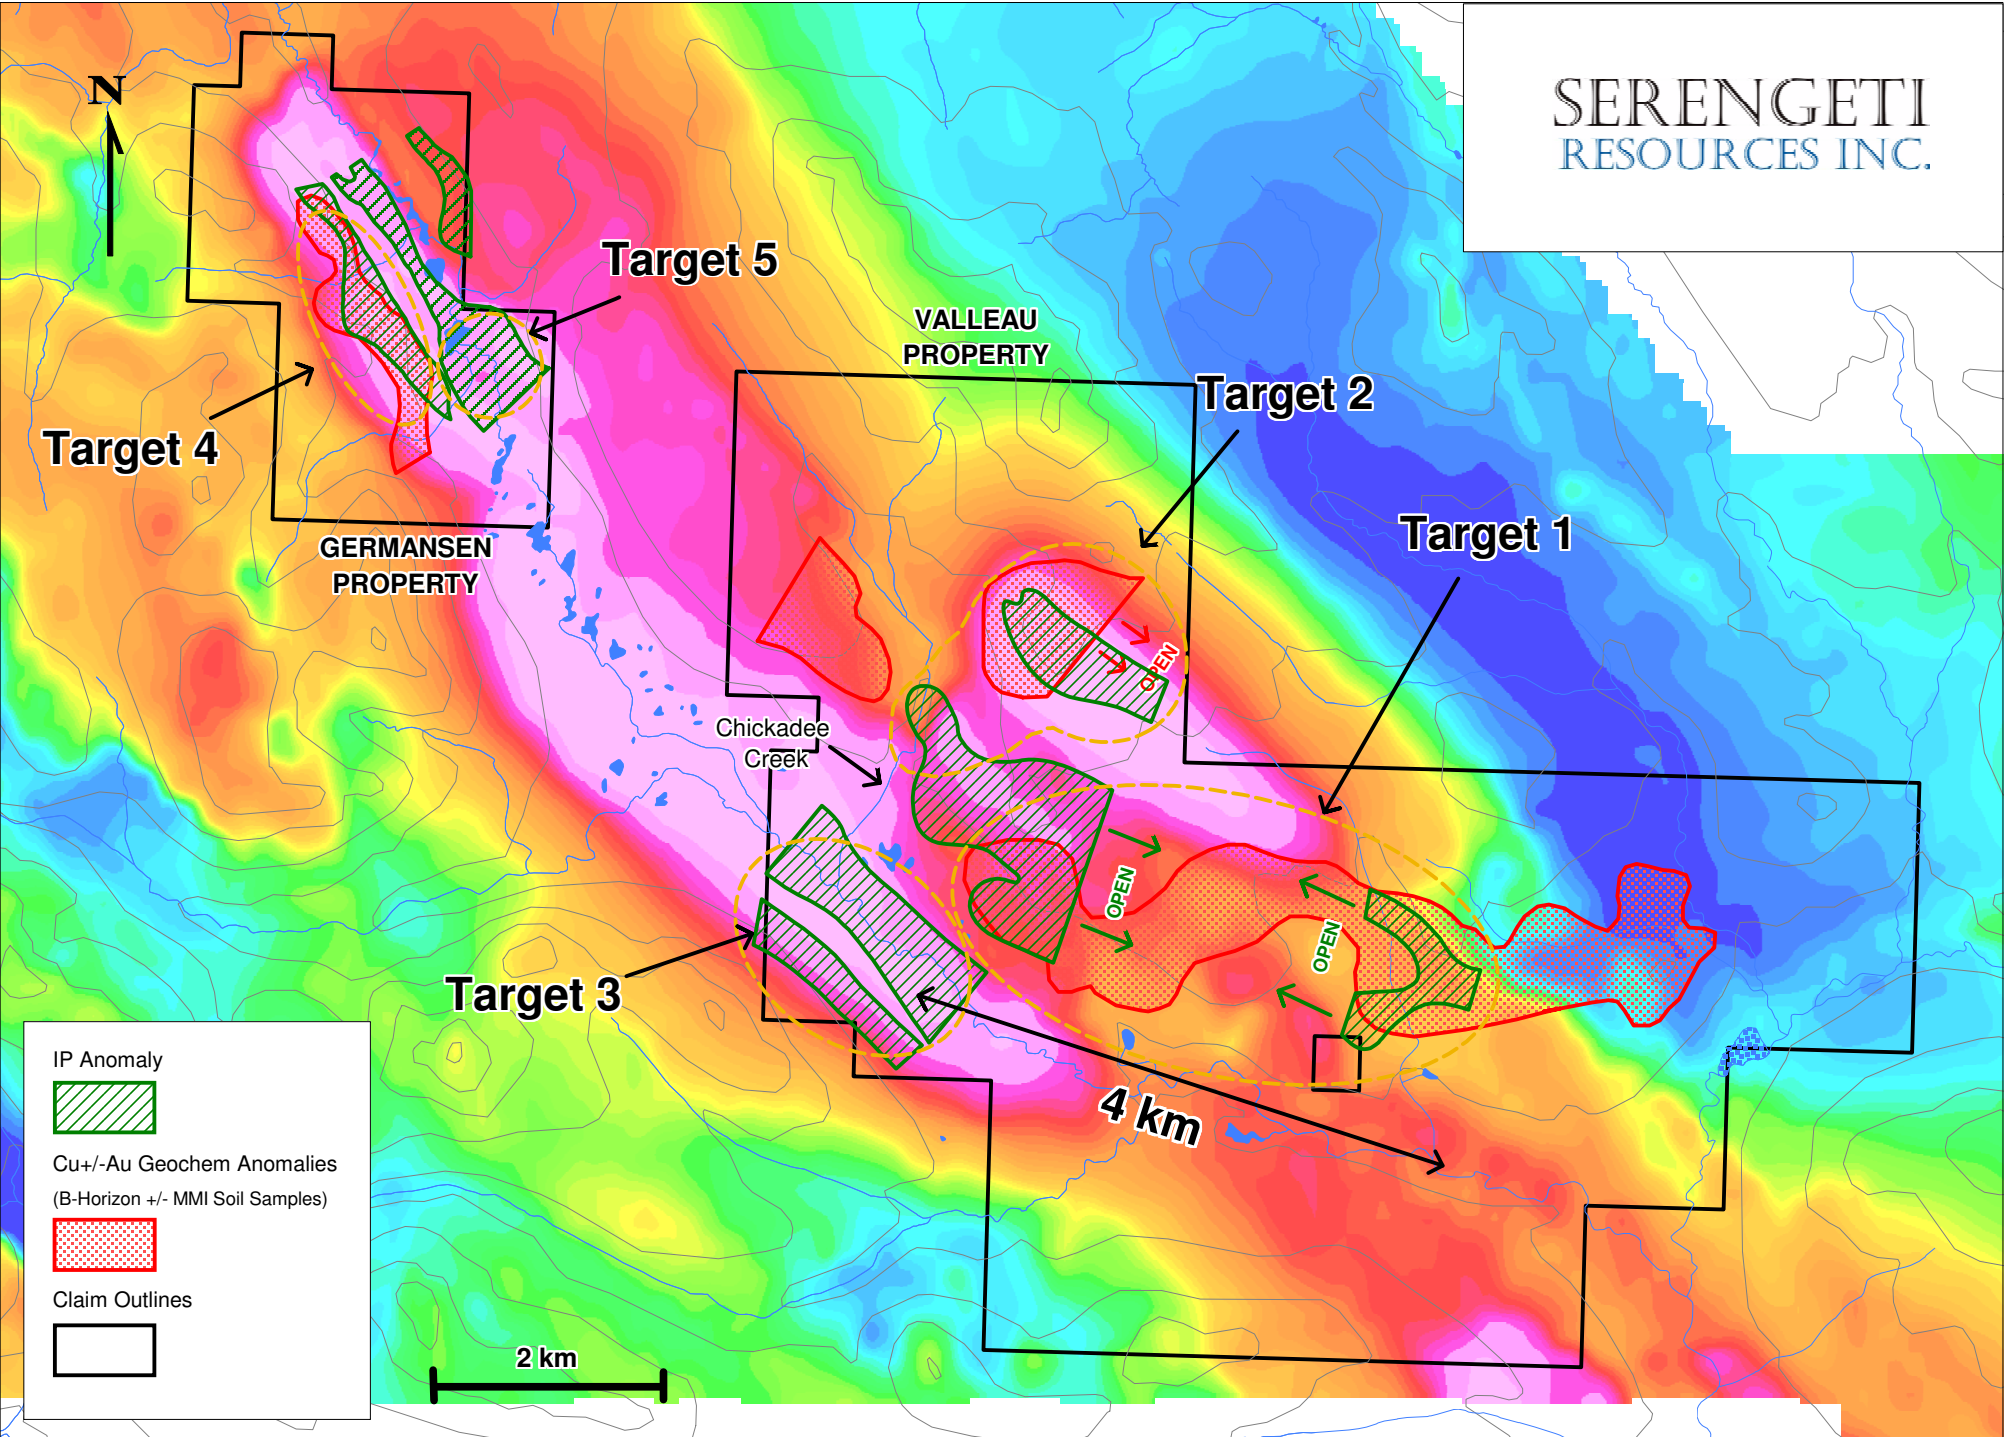 SERENGETI
RESOURCES INC.
N
Target 5
VALLEAU
PROPERTY
Target 2
Target 4
Target 1
GERMANSEN
PROPERTY
OPEN
Chickadee
Creek
OPEN
OPEN
Target 3
4 km
IP Anomaly
Cu+/-Au Geochem Anomalies
(B-Horizon +/- MMI Soil Samples)
Claim Outlines
2 km